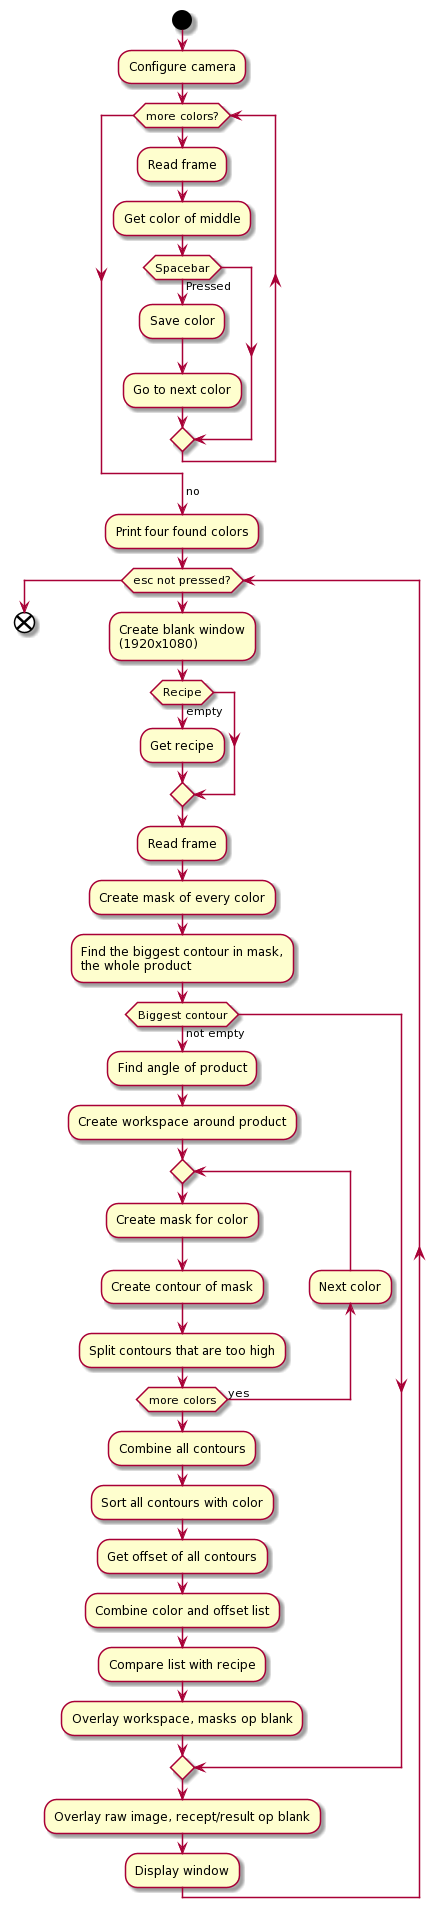 Configure camera
more colors?
Read frame
Get color of middle
Spacebar
Pressed
Save color
Go to next color
no
Print four found colors
esc not pressed?
Create blank window
(1920x1080)
Recipe
empty
Get recipe
Read frame
Create mask of every color
Find the biggest contour in mask,
the whole product
Biggest contour
not empty
Find angle of product
Create workspace around product
Create mask for color
Create contour of mask
Next color
Split contours that are too high
more colors
yes
Combine all contours
Sort all contours with color
Get offset of all contours
Combine color and offset list
Compare list with recipe
Overlay workspace, masks op blank
Overlay raw image, recept/result op blank
Display window